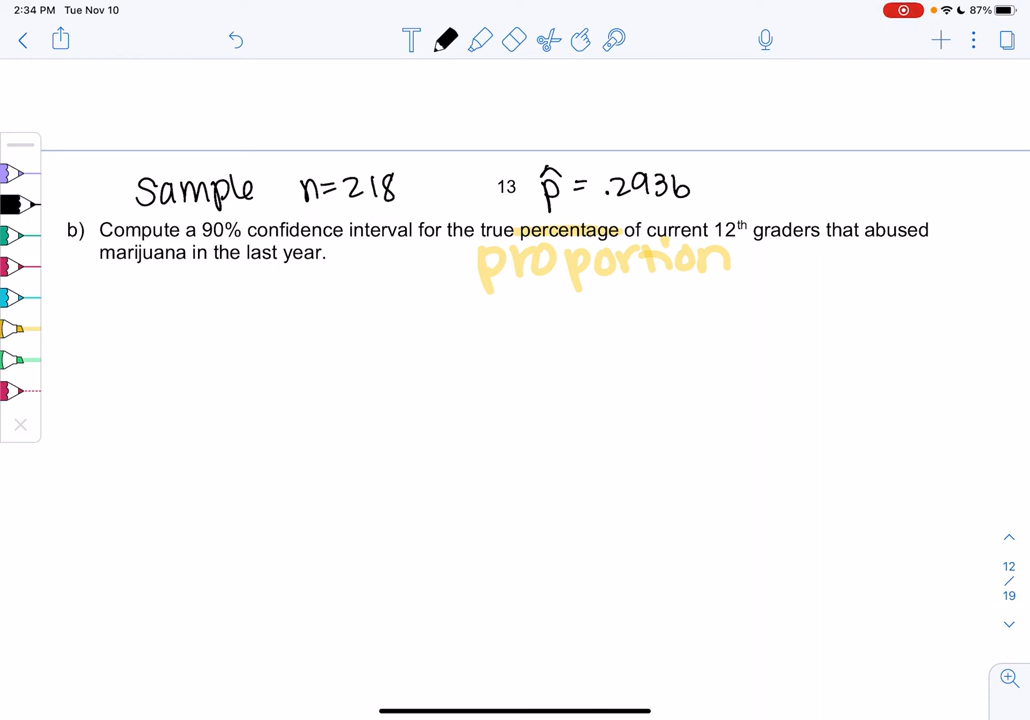 2:34 PM Tue Nov 10
87%
T
Sample n=218
13 p̂ = .2936
b) Compute a 90% confidence interval for the true percentage of current 12th graders that abused
marijuana in the last year.
proportion
12
/
19